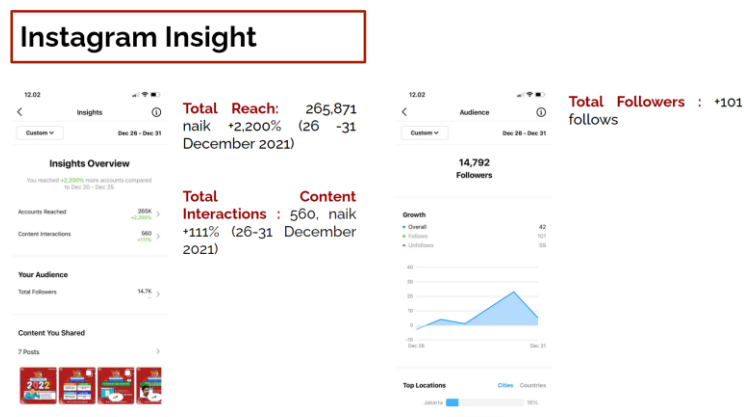 Instagram Insight
12.02
Insights
Custom
Dec 26 - Dec 31
Insights Overview
You reached +2,200% more accounts compared
to Dec 20 - Dec 25
Accounts Reached
265K
+2,200%
Content Interactions
560
+111%
Your Audience
Total Followers
14.7K
--
Content You Shared
7 Posts
2022
Total Reach: 265,871
naik +2,200% (26 -31
December 2021)
Total Content
Interactions : 560, naik
+111% (26-31 December
2021)
12.02
Audience
Custom
Dec 26 - Dec 31
14,792
Followers
Growth
Overall 42
Follows 101
Unfollows 59
40
30
20
10
0
-10
Dec 26
Dec 31
Top Locations
Cities Countries
Jakarta 16%
Total Followers : +101
follows